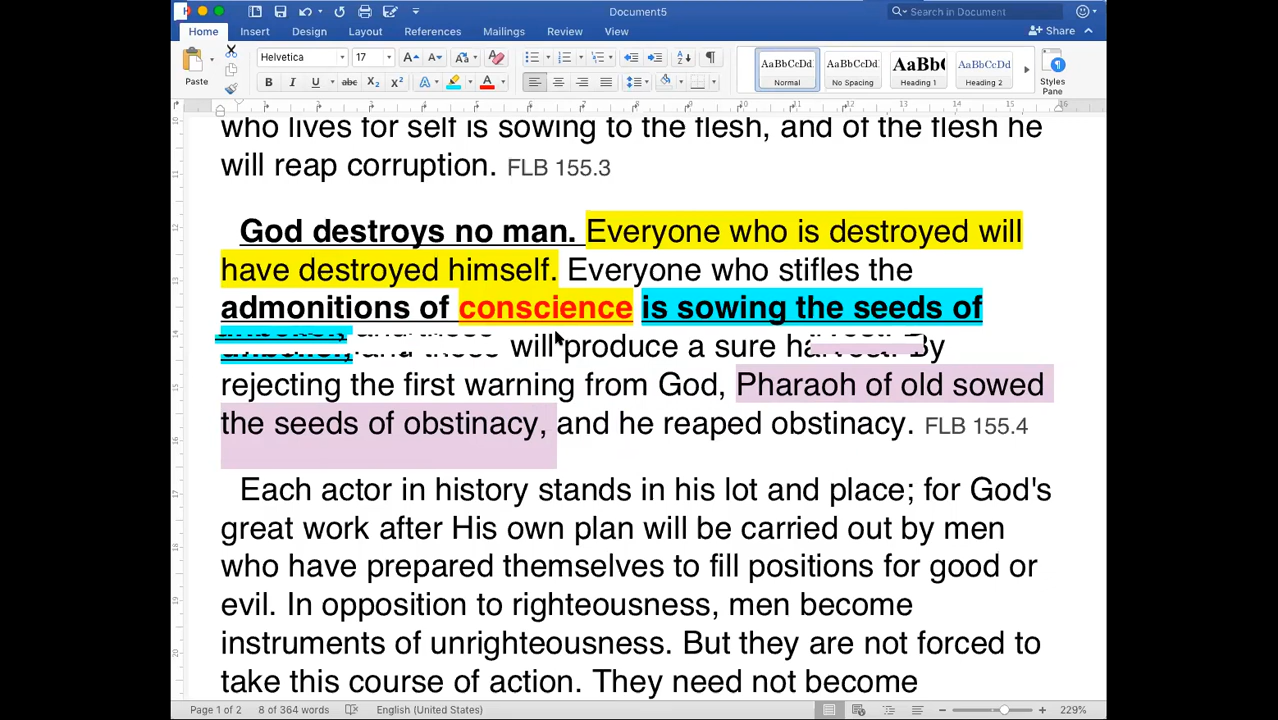 Document5
Search in Document
Home Insert Design Layout References Mailings Review View
Share
Paste
Helvetica 17
AaBbCcDd AaBbCcDd AaBbC AaBbCcDd
Normal No Spacing Heading 1 Heading 2
Styles Pane
who lives for self is sowing to the flesh, and of the flesh he
will reap corruption. FLB 155.3
God destroys no man. Everyone who is destroyed will
have destroyed himself. Everyone who stifles the
admonitions of conscience is sowing the seeds of
will produce a sure harvest. By
rejecting the first warning from God, Pharaoh of old sowed
the seeds of obstinacy, and he reaped obstinacy. FLB 155.4
Each actor in history stands in his lot and place; for God's
great work after His own plan will be carried out by men
who have prepared themselves to fill positions for good or
evil. In opposition to righteousness, men become
instruments of unrighteousness. But they are not forced to
take this course of action. They need not become
Page 1 of 2 8 of 364 words English (United States) 229%